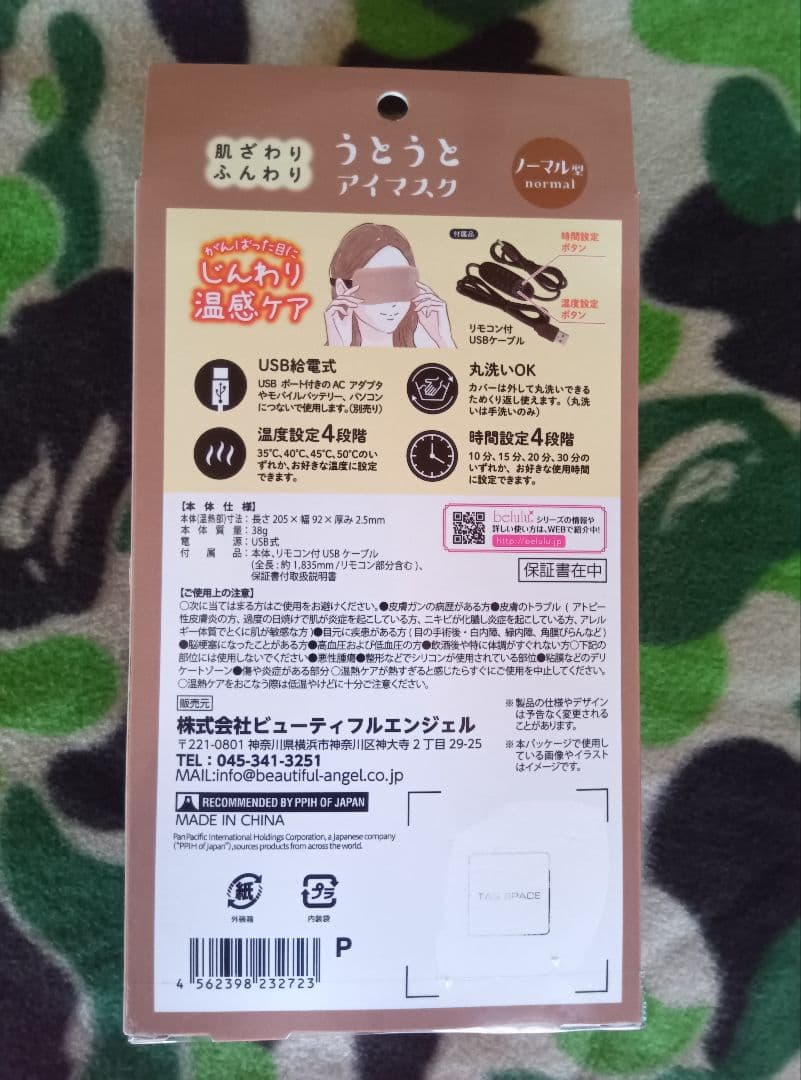 肌ざわり
ふんわり
うとうと
アイマスク
ノーマル型
normal
がんばった目に
じんわり
温感ケア
付属品
時間設定
ボタン
温度設定
ボタン
リモコン付
USBケーブル
USB給電式
USB ポート付きの AC アダプタ
やモバイルバッテリー、パソコン
につないで使用します。(別売り)
丸洗いOK
カバーは外して丸洗いできる
ためくり返し使えます。(丸洗
いは手洗いのみ)
温度設定4段階
35℃、40℃、45℃、50℃のい
ずれか、お好きな温度に設定
できます。
時間設定4段階
10 分、15 分、20 分、30 分の
いずれか、お好きな使用時間
に設定できます。
【本体仕様】
本体(温熱部)寸法：長さ 205 × 幅 92 × 厚み 2.5mm
本体質量：38g
電源：USB式
付属品：本体、リモコン付 USB ケーブル
(全長：約 1,835mm / リモコン部分含む)、
保証書付取扱説明書
belulu シリーズの情報や
詳しい使い方は、WEBで紹介中!
http://belulu.jp
保証書在中
【ご使用上の注意】
○次に当てはまる方はご使用をお避けください。●皮膚ガンの病歴がある方●皮膚のトラブル ( アトピー
性皮膚炎の方、過度の日焼けで肌が炎症を起こしている方、ニキビが化膿し炎症を起こしている方、アレル
ギー体質でとくに肌が敏感な方 )●目元に疾患がある方 ( 目の手術後・白内障、緑内障、角膜びらんなど )
●脳梗塞になったことがある方●高血圧および低血圧の方●飲酒後や特に体調がすぐれない方○下記の
部位には使用しないでください●悪性腫瘍●整形などでシリコンが使用されている部位●粘膜などのデリ
ケートゾーン●傷や炎症がある部分○温熱ケアが熱すぎると感じたらすぐにご使用を中止してください。
○温熱ケアをおこなう際は低温やけどに十分ご注意ください。
販売元
株式会社ビューティフルエンジェル
〒221-0801 神奈川県横浜市神奈川区神大寺 2 丁目 29-25
TEL：045-341-3251
MAIL:info@beautiful-angel.co.jp
※製品の仕様やデザイン
は予告なく変更される
ことがあります。
※本パッケージで使用し
ている画像やイラスト
はイメージです。
RECOMMENDED BY PPIH OF JAPAN
MADE IN CHINA
Pan Pacific International Holdings Corporation, a Japanese company
("PPIH of Japan"), sources products from across the world.
TAG SPACE
紙
外装箱
プラ
内装袋
P
4 562398 232723